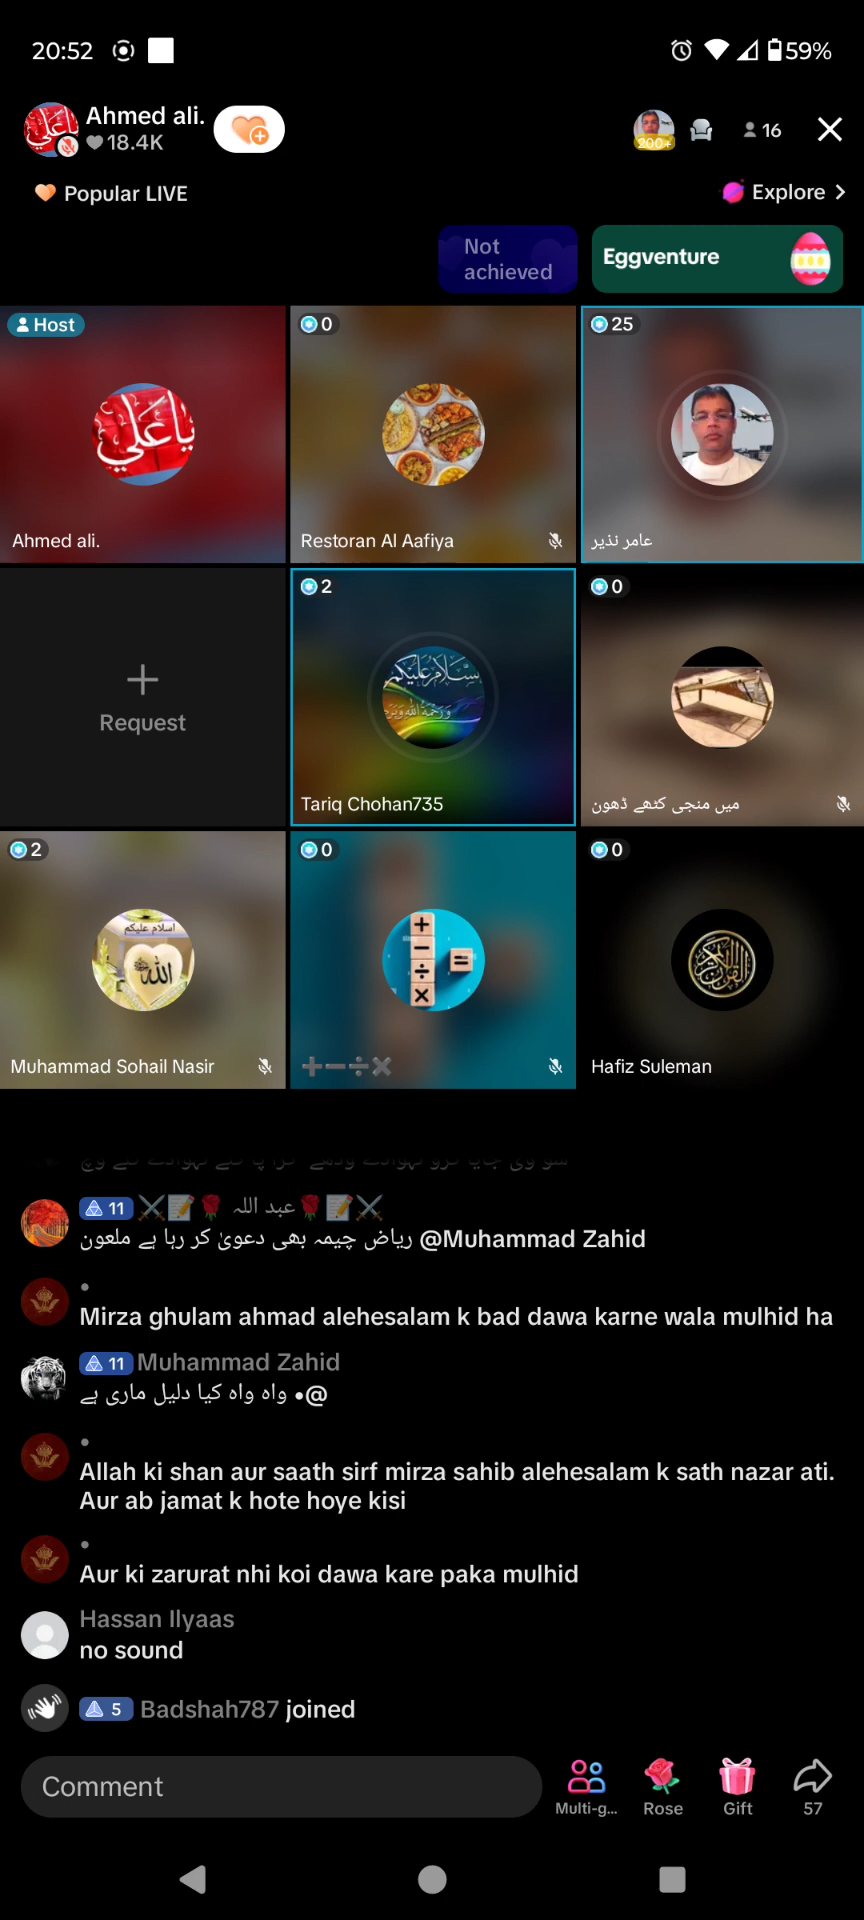 20:52
59%
Ahmed ali.
18.4K
200+
16
Popular LIVE
Explore
Not achieved
Eggventure
Host
0
25
يا علي
Ahmed ali.
Restoran Al Aafiya
عامر نذیر
Request
2
0
Tariq Chohan735
میں منجی کتھے ڈھون
2
0
0
اسلام علیکم
الله
Muhammad Sohail Nasir
➕➖➗✖
Hafiz Suleman
11 ⚔📝🌹 عبد اللہ 🌹📝⚔
@Muhammad Zahid ریاض چیمہ بھی دعویٰ کر رہا ہے ملعون
•
Mirza ghulam ahmad alehesalam k bad dawa karne wala mulhid ha
11 Muhammad Zahid
@• واہ واہ کیا دلیل ماری ہے
•
Allah ki shan aur saath sirf mirza sahib alehesalam k sath nazar ati.
Aur ab jamat k hote hoye kisi
•
Aur ki zarurat nhi koi dawa kare paka mulhid
Hassan Ilyaas
no sound
5 Badshah787 joined
Comment
Multi-g...
Rose
Gift
57